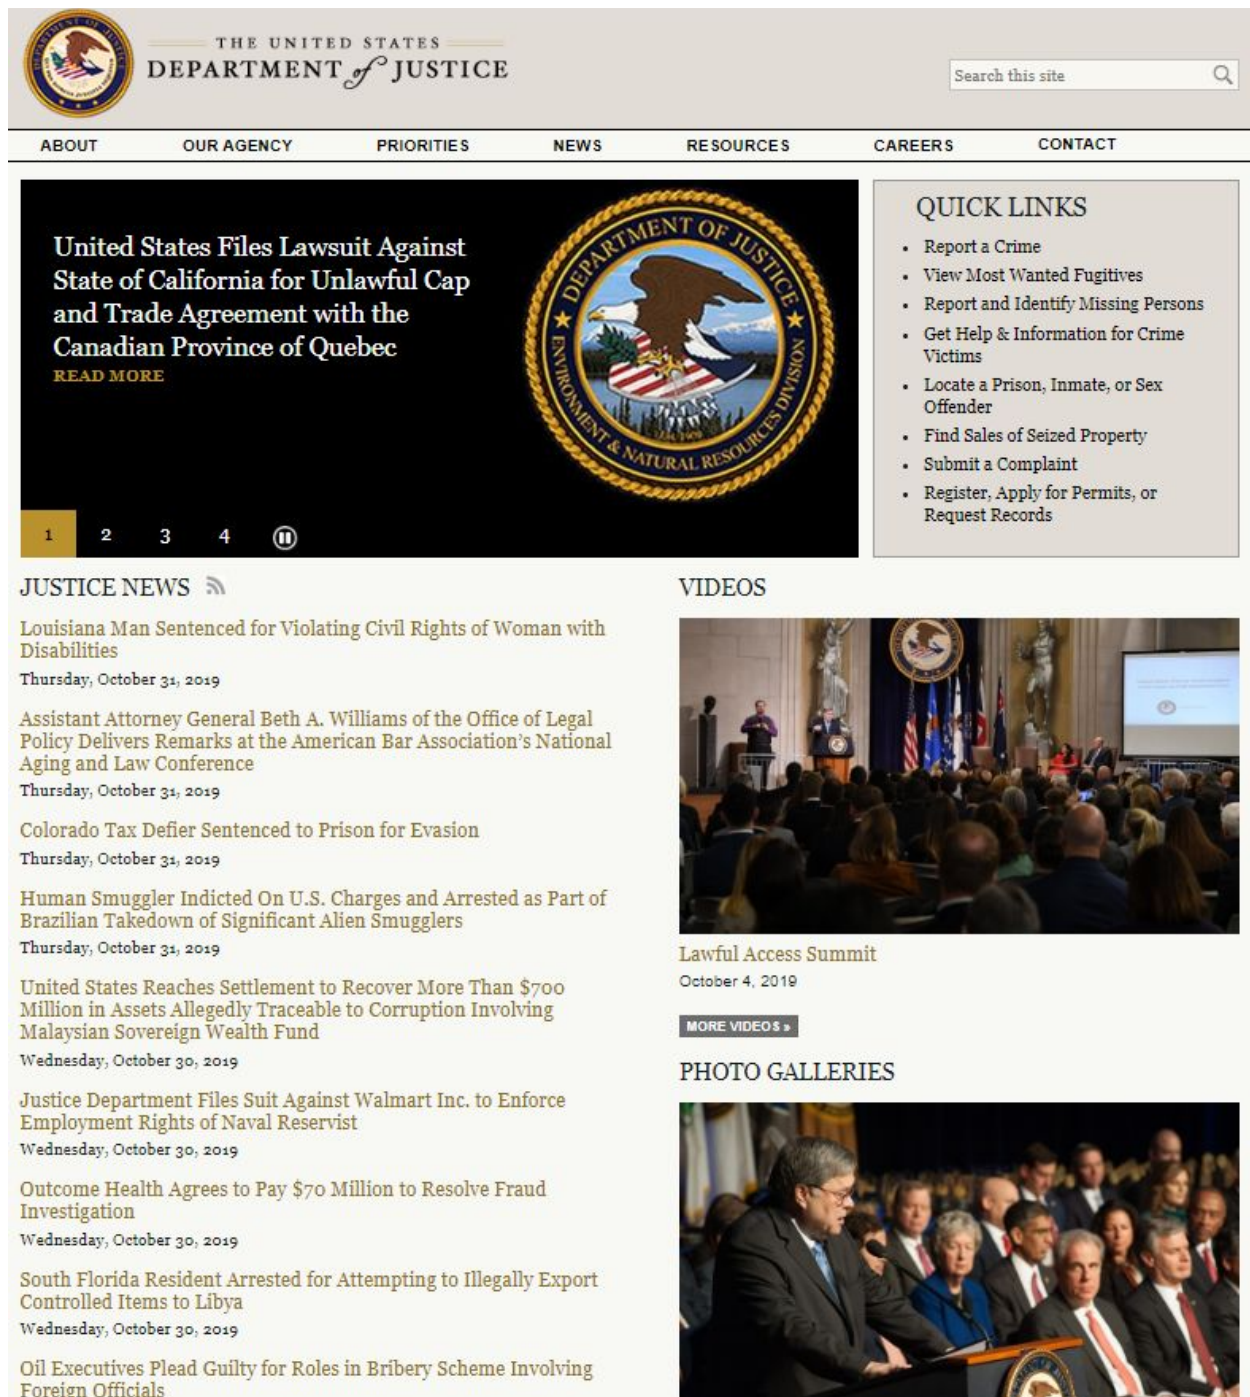 THE UNITED STATES
DEPARTMENT of JUSTICE
Search this site
ABOUT OUR AGENCY PRIORITIES NEWS RESOURCES CAREERS CONTACT
United States Files Lawsuit Against
State of California for Unlawful Cap
and Trade Agreement with the
Canadian Province of Quebec
READ MORE
DEPARTMENT OF JUSTICE
ENVIRONMENT & NATURAL RESOURCES DIVISION
1 2 3 4
QUICK LINKS
• Report a Crime
• View Most Wanted Fugitives
• Report and Identify Missing Persons
• Get Help & Information for Crime
Victims
• Locate a Prison, Inmate, or Sex
Offender
• Find Sales of Seized Property
• Submit a Complaint
• Register, Apply for Permits, or
Request Records
JUSTICE NEWS
Louisiana Man Sentenced for Violating Civil Rights of Woman with
Disabilities
Thursday, October 31, 2019
Assistant Attorney General Beth A. Williams of the Office of Legal
Policy Delivers Remarks at the American Bar Association’s National
Aging and Law Conference
Thursday, October 31, 2019
Colorado Tax Defier Sentenced to Prison for Evasion
Thursday, October 31, 2019
Human Smuggler Indicted On U.S. Charges and Arrested as Part of
Brazilian Takedown of Significant Alien Smugglers
Thursday, October 31, 2019
United States Reaches Settlement to Recover More Than $700
Million in Assets Allegedly Traceable to Corruption Involving
Malaysian Sovereign Wealth Fund
Wednesday, October 30, 2019
Justice Department Files Suit Against Walmart Inc. to Enforce
Employment Rights of Naval Reservist
Wednesday, October 30, 2019
Outcome Health Agrees to Pay $70 Million to Resolve Fraud
Investigation
Wednesday, October 30, 2019
South Florida Resident Arrested for Attempting to Illegally Export
Controlled Items to Libya
Wednesday, October 30, 2019
Oil Executives Plead Guilty for Roles in Bribery Scheme Involving
Foreign Officials
VIDEOS
Lawful Access Summit
October 4, 2019
MORE VIDEOS »
PHOTO GALLERIES